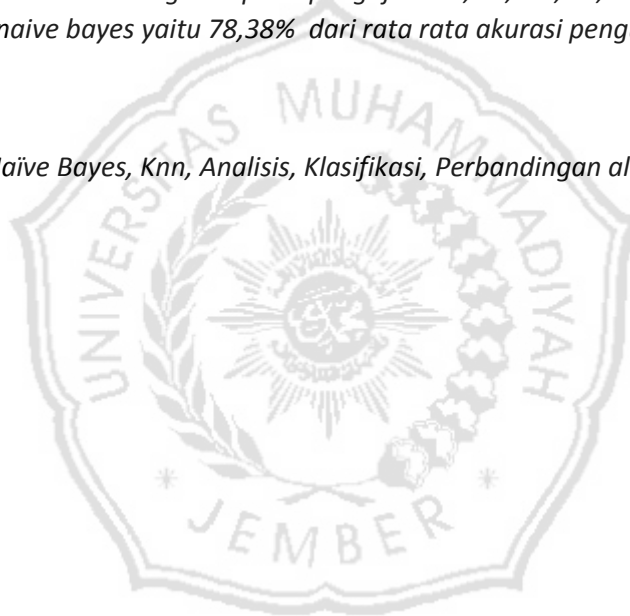 naive bayes yaitu 78,38% dari rata rata akurasi peng
Naïve Bayes, Knn, Analisis, Klasifikasi, Perbandingan al
UNIVERSITAS MUHAMMADIYAH
JEMBER